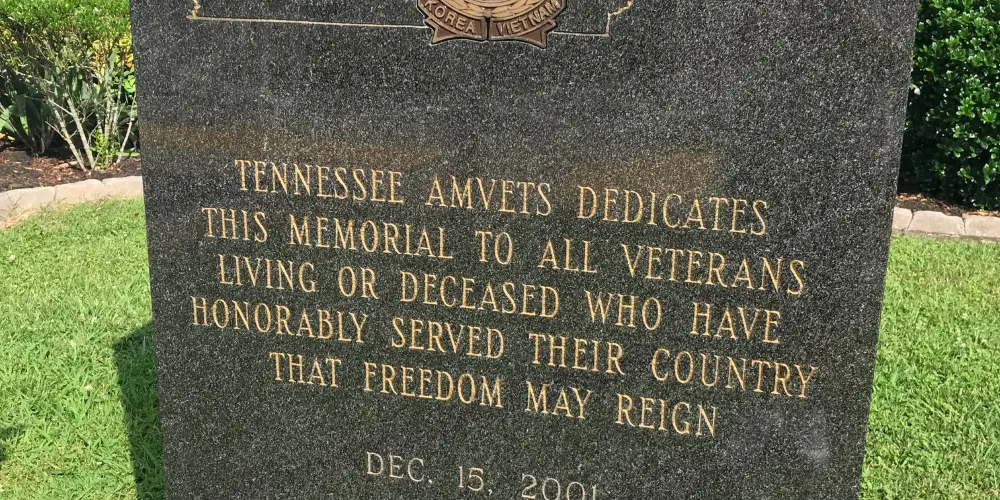 KOREA VIETNAM
TENNESSEE AMVETS DEDICATES
THIS MEMORIAL TO ALL VETERANS
LIVING OR DECEASED WHO HAVE
HONORABLY SERVED THEIR COUNTRY
THAT FREEDOM MAY REIGN
DEC. 15, 2001